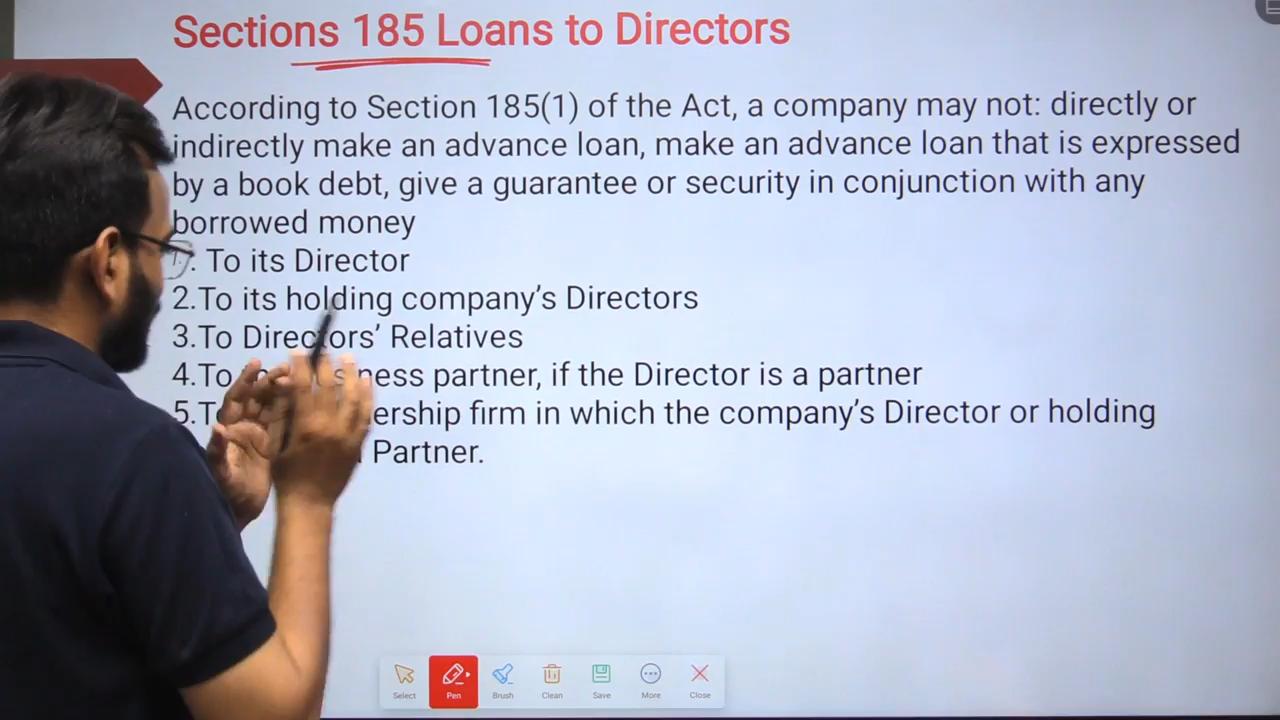 Sections 185 Loans to Directors
According to Section 185(1) of the Act, a company may not: directly or
indirectly make an advance loan, make an advance loan that is expressed
by a book debt, give a guarantee or security in conjunction with any
borrowed money
1. To its Director
2.To its holding company's Directors
3.To Directors' Relatives
4.To partner, if the Director is a partner
5. firm in which the company's Director or holding
Partner.
Select Pen Brush Clean Save More Close